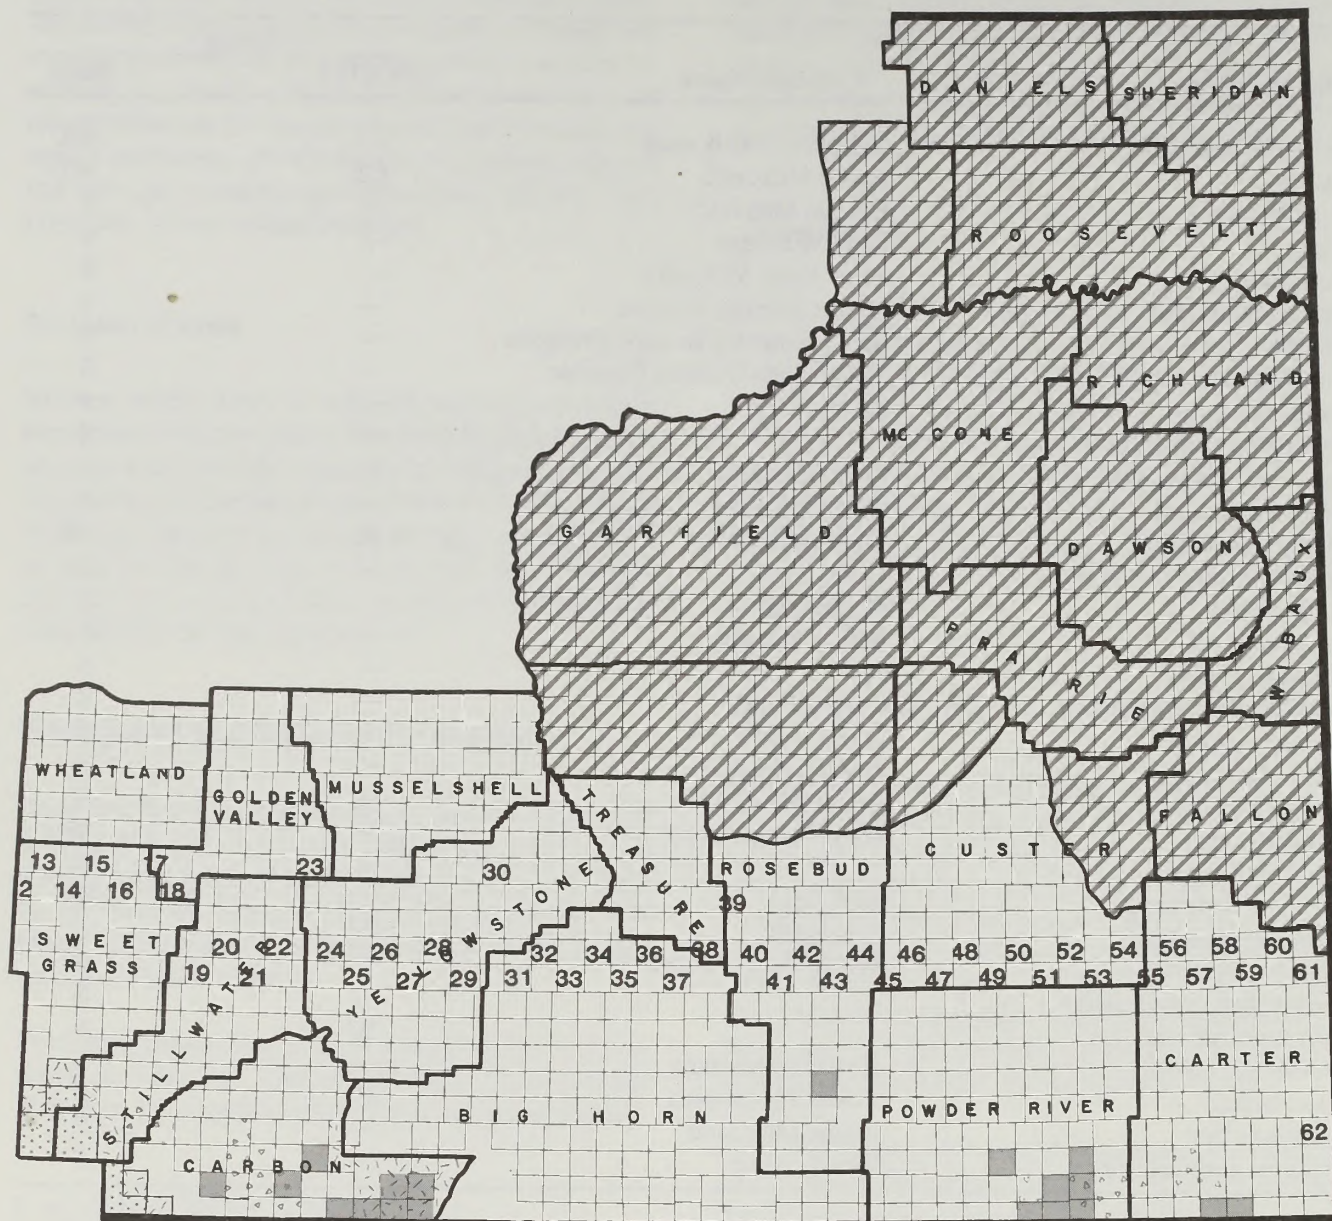 DANIELS
SHERIDAN
ROOSEVELT
RICHLAND
MC CONE
GARFIELD
DAWSON
WIBAUX
PRAIRIE
WHEATLAND
GOLDEN
VALLEY
MUSSELSHELL
TREASURE
ROSEBUD
CUSTER
FALLON
13 15 17 23 30
2 14 16 18 39
SWEET
GRASS
YELLOWSTONE
STILLWATER
20 22 24 26 28 32 34 36 38 40 42 44 46 48 50 52 54 56 58 60
19 21 25 27 29 31 33 35 37 41 43 45 47 49 51 53 55 57 59 61
CARTER
BIG HORN
POWDER RIVER
62
CARBON